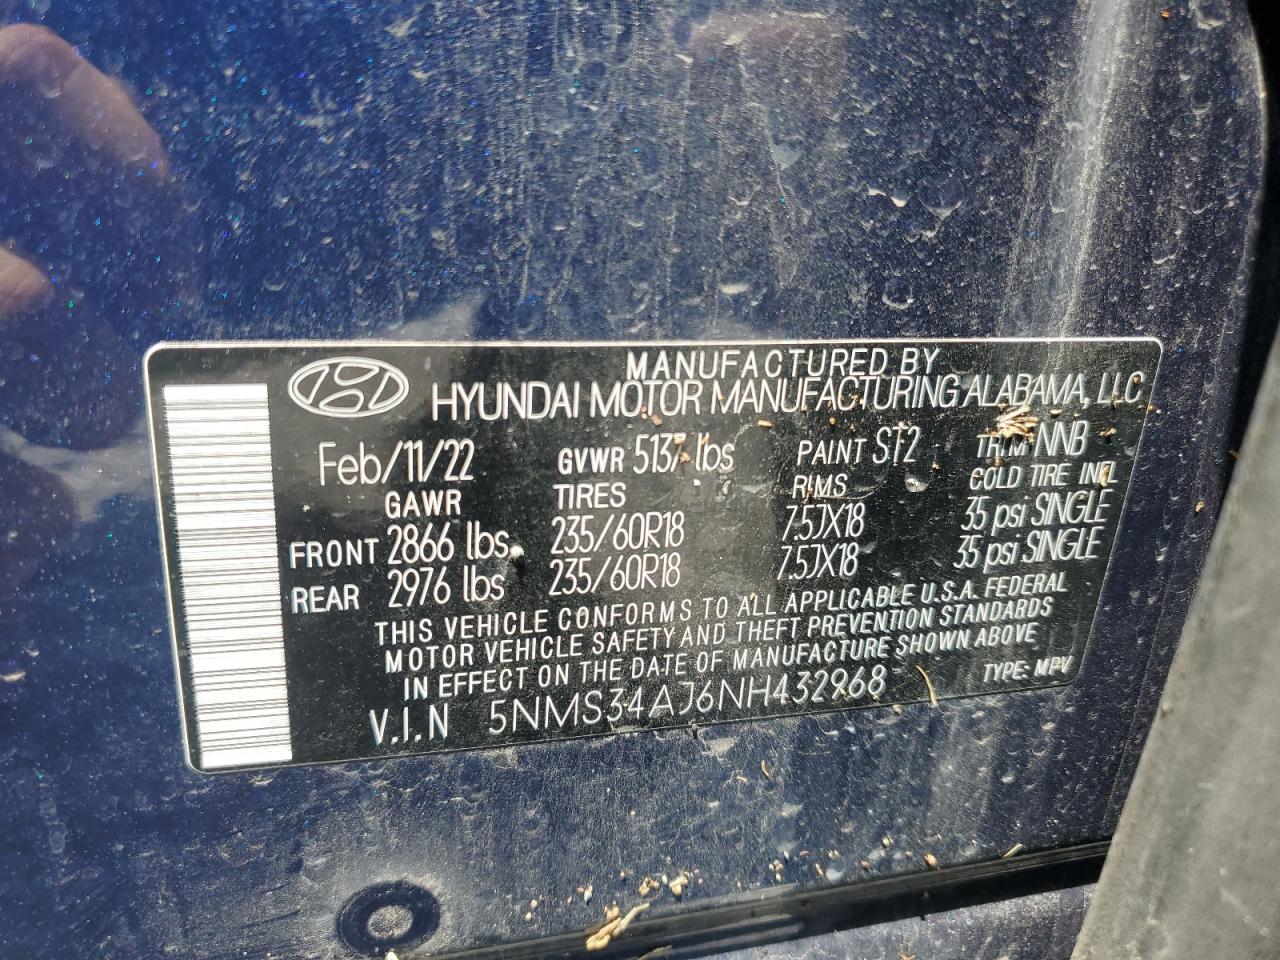 MANUFACTURED BY
HYUNDAI MOTOR MANUFACTURING ALABAMA, LLC
Feb/11/22 GVWR 5137 lbs PAINT ST2 TRIM NNB
GAWR TIRES RIMS COLD TIRE INFL
FRONT 2866 lbs 235/60R18 7.5JX18 35 psi SINGLE
REAR 2976 lbs 235/60R18 7.5JX18 35 psi SINGLE
THIS VEHICLE CONFORMS TO ALL APPLICABLE U.S.A. FEDERAL
MOTOR VEHICLE SAFETY AND THEFT PREVENTION STANDARDS
IN EFFECT ON THE DATE OF MANUFACTURE SHOWN ABOVE
V.I.N 5NMS34AJ6NH432968 TYPE: MPV